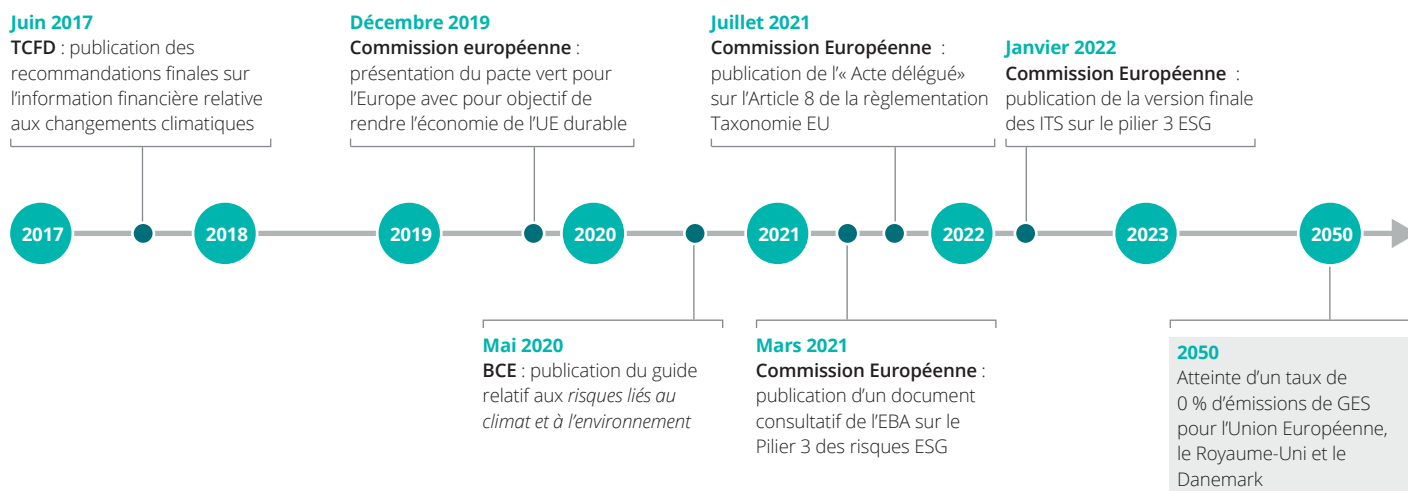 Juin 2017
TCFD : publication des
recommandations finales sur
l’information financière relative
aux changements climatiques
Décembre 2019
Commission européenne :
présentation du pacte vert pour
l’Europe avec pour objectif de
rendre l’économie de l’UE durable
Juillet 2021
Commission Européenne :
publication de l’« Acte délégué»
sur l’Article 8 de la règlementation
Taxonomie EU
Janvier 2022
Commission Européenne :
publication de la version finale
des ITS sur le pilier 3 ESG
2017 2018 2019 2020 2021 2022 2023 2050
Mai 2020
BCE : publication du guide
relatif aux risques liés au
climat et à l’environnement
Mars 2021
Commission Européenne :
publication d’un document
consultatif de l’EBA sur le
Pilier 3 des risques ESG
2050
Atteinte d’un taux de
0 % d’émissions de GES
pour l’Union Européenne,
le Royaume-Uni et le
Danemark